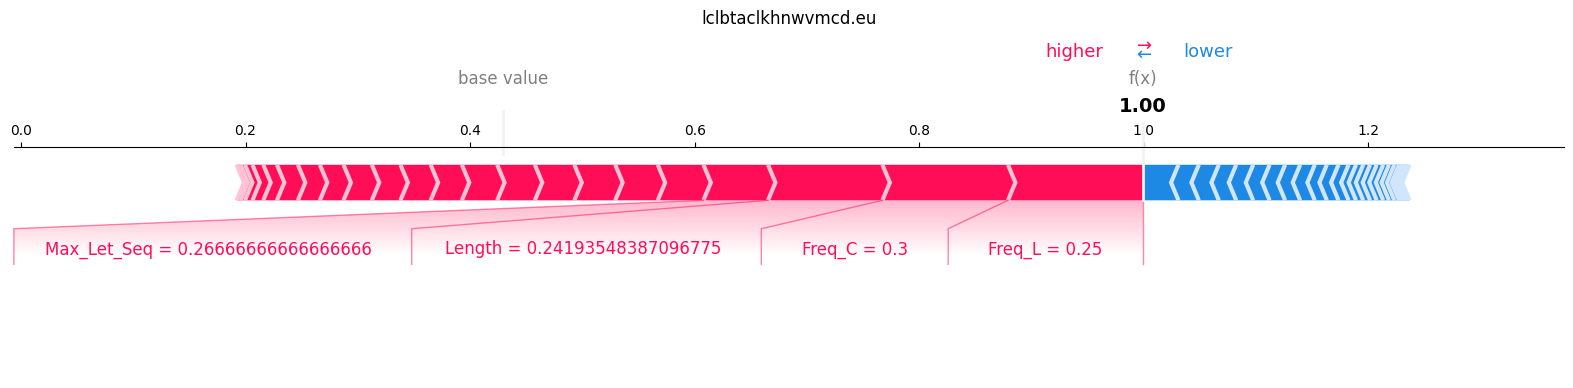 lclbtaclkhnwvmcd.eu
higher ⇄ lower
base value f(x)
1.00
0.0 0.2 0.4 0.6 0.8 1.0 1.2
Max_Let_Seq = 0.26666666666666666 Length = 0.24193548387096775 Freq_C = 0.3 Freq_L = 0.25